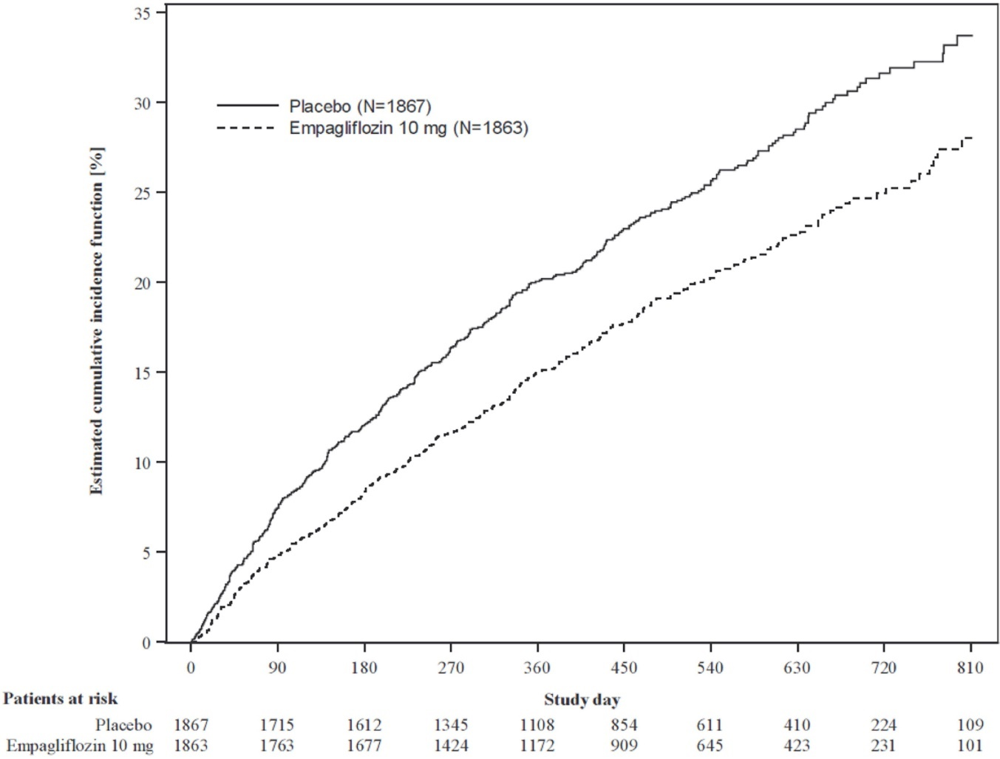 35
30
25
20
15
10
5
0
Estimated cumulative incidence function [%]
Placebo (N=1867)
Empagliflozin 10 mg (N=1863)
0 90 180 270 360 450 540 630 720 810
Patients at risk Study day
Placebo 1867 1715 1612 1345 1108 854 611 410 224 109
Empagliflozin 10 mg 1863 1763 1677 1424 1172 909 645 423 231 101